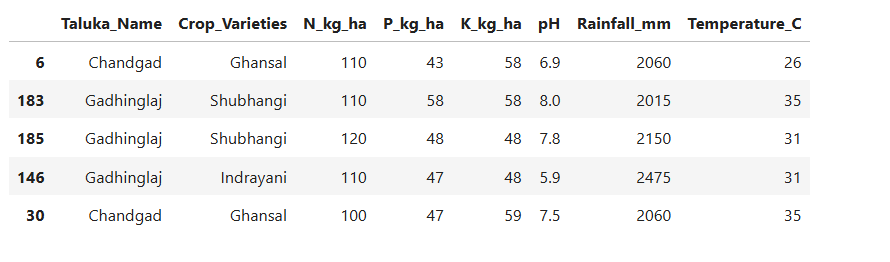 Taluka_Name Crop_Varieties N_kg_ha P_kg_ha K_kg_ha pH Rainfall_mm Temperature_C
6 Chandgad Ghansal 110 43 58 6.9 2060 26
183 Gadhinglaj Shubhangi 110 58 58 8.0 2015 35
185 Gadhinglaj Shubhangi 120 48 48 7.8 2150 31
146 Gadhinglaj Indrayani 110 47 48 5.9 2475 31
30 Chandgad Ghansal 100 47 59 7.5 2060 35